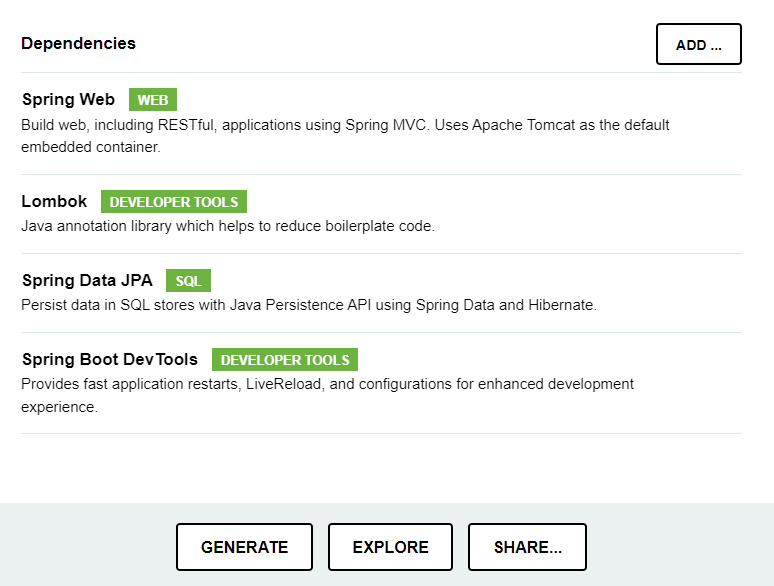 Dependencies
ADD ...
Spring Web WEB
Build web, including RESTful, applications using Spring MVC. Uses Apache Tomcat as the default
embedded container.
Lombok DEVELOPER TOOLS
Java annotation library which helps to reduce boilerplate code.
Spring Data JPA SQL
Persist data in SQL stores with Java Persistence API using Spring Data and Hibernate.
Spring Boot DevTools DEVELOPER TOOLS
Provides fast application restarts, LiveReload, and configurations for enhanced development
experience.
GENERATE EXPLORE SHARE...